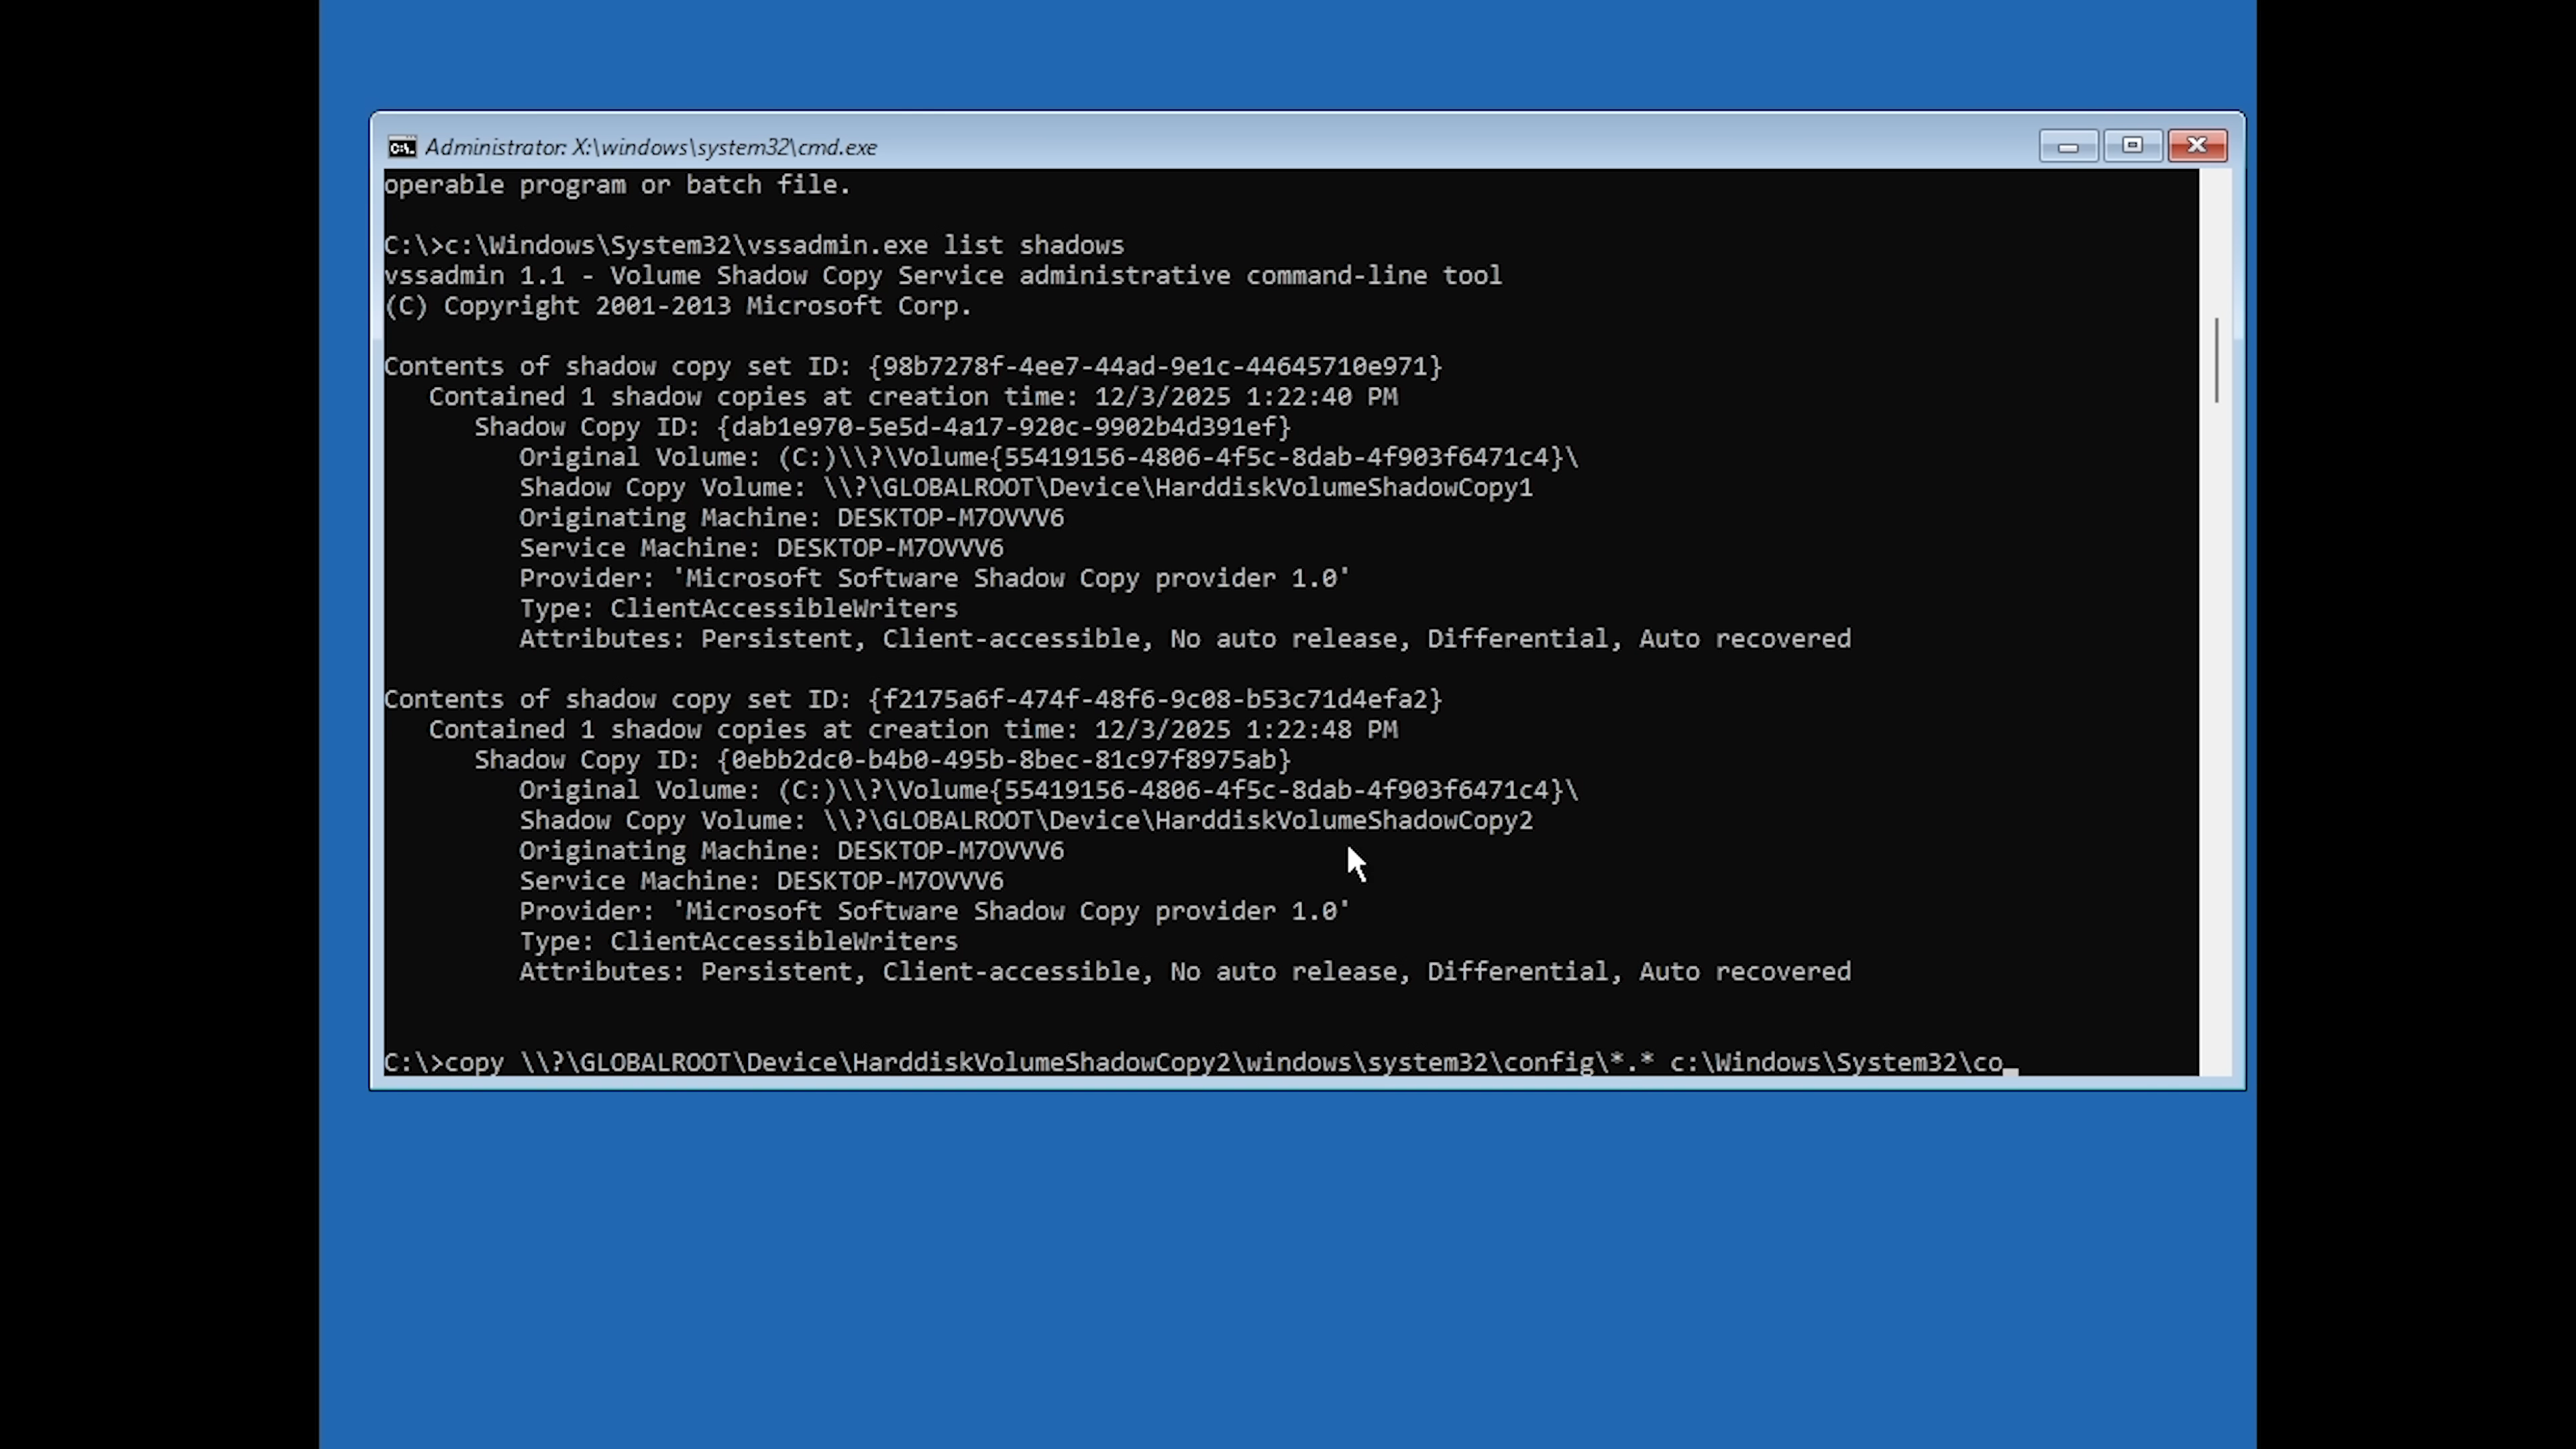 Administrator: X:\windows\system32\cmd.exe
operable program or batch file.
C:\>c:\Windows\System32\vssadmin.exe list shadows
vssadmin 1.1 - Volume Shadow Copy Service administrative command-line tool
(C) Copyright 2001-2013 Microsoft Corp.
Contents of shadow copy set ID: {98b7278f-4ee7-44ad-9e1c-44645710e971}
Contained 1 shadow copies at creation time: 12/3/2025 1:22:40 PM
Shadow Copy ID: {dab1e970-5e5d-4a17-920c-9902b4d391ef}
Original Volume: (C:)\\?\Volume{55419156-4806-4f5c-8dab-4f903f6471c4}\
Shadow Copy Volume: \\?\GLOBALROOT\Device\HarddiskVolumeShadowCopy1
Originating Machine: DESKTOP-M7OVVV6
Service Machine: DESKTOP-M7OVVV6
Provider: 'Microsoft Software Shadow Copy provider 1.0'
Type: ClientAccessibleWriters
Attributes: Persistent, Client-accessible, No auto release, Differential, Auto recovered
Contents of shadow copy set ID: {f2175a6f-474f-48f6-9c08-b53c71d4efa2}
Contained 1 shadow copies at creation time: 12/3/2025 1:22:48 PM
Shadow Copy ID: {0ebb2dc0-b4b0-495b-8bec-81c97f8975ab}
Original Volume: (C:)\\?\Volume{55419156-4806-4f5c-8dab-4f903f6471c4}\
Shadow Copy Volume: \\?\GLOBALROOT\Device\HarddiskVolumeShadowCopy2
Originating Machine: DESKTOP-M7OVVV6
Service Machine: DESKTOP-M7OVVV6
Provider: 'Microsoft Software Shadow Copy provider 1.0'
Type: ClientAccessibleWriters
Attributes: Persistent, Client-accessible, No auto release, Differential, Auto recovered
C:\>copy \\?\GLOBALROOT\Device\HarddiskVolumeShadowCopy2\windows\system32\config\*.* c:\Windows\System32\co